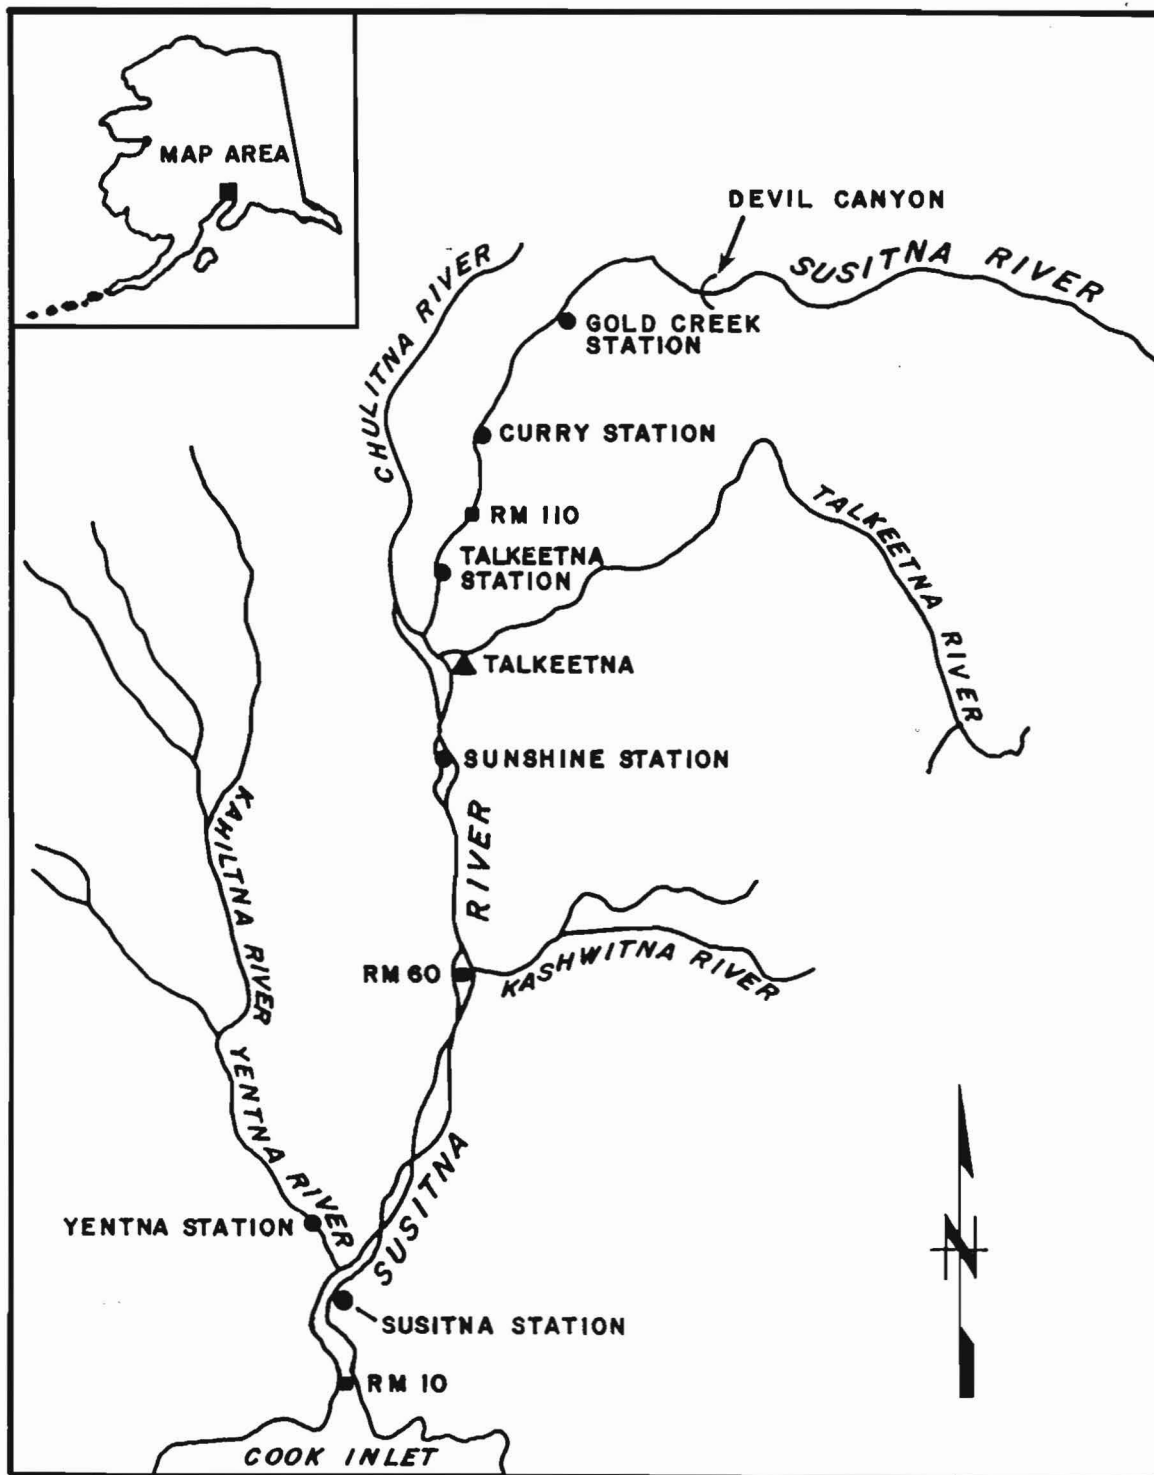 MAP AREA
DEVIL CANYON
SUSITNA RIVER
CHULITNA RIVER
GOLD CREEK
STATION
CURRY STATION
RM 110
TALKEETNA RIVER
TALKEETNA
STATION
TALKEETNA
SUNSHINE STATION
KAHILTNA RIVER
RIVER
RM 60
KASHWITNA RIVER
YENTNA RIVER
SUSITNA
YENTNA STATION
N
SUSITNA STATION
RM 10
COOK INLET